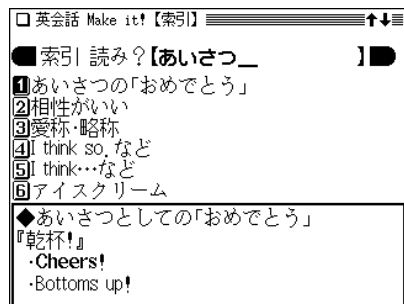 □ 英会話 Make it!【索引】 ↑↓
索引 読み?【あいさつ__ 】
1あいさつの「おめでとう」
2相性がいい
3愛称・略称
4I think so.など
5I think…など
6アイスクリーム
◆あいさつとしての「おめでとう」
『乾杯!』
・Cheers!
・Bottoms up!